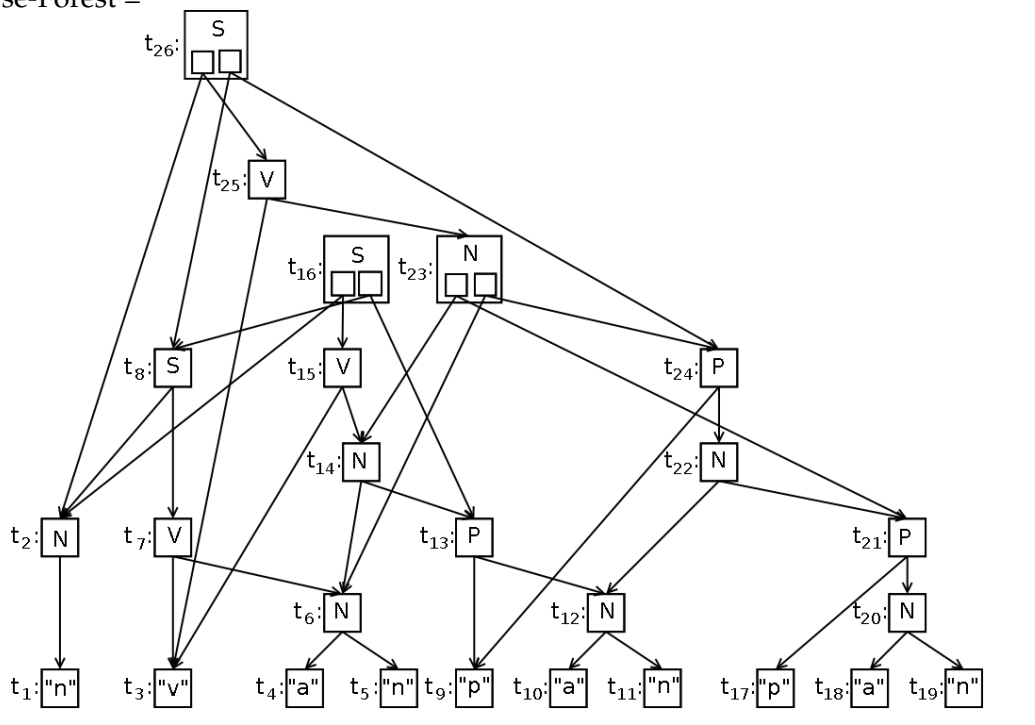 se-Forest =
S
t26:
t25: V
S N
t16: t23:
t8: S t15: V t24: P
t14: N t22: N
t2: N t7: V t13: P t21: P
t6: N t12: N t20: N
t1: "n" t3: "v" t4: "a" t5: "n" t9: "p" t10: "a" t11: "n" t17: "p" t18: "a" t19: "n"